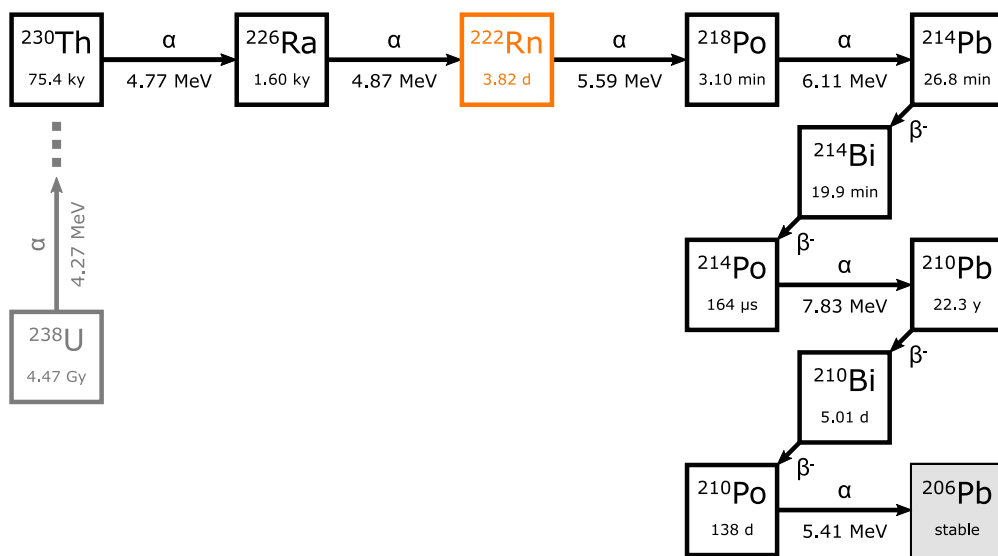 ²³⁰Th
75.4 ky
α
4.77 MeV
²²⁶Ra
1.60 ky
α
4.87 MeV
²²²Rn
3.82 d
α
5.59 MeV
²¹⁸Po
3.10 min
α
6.11 MeV
²¹⁴Pb
26.8 min
β⁻
²¹⁴Bi
19.9 min
β⁻
²¹⁴Po
164 µs
α
7.83 MeV
²¹⁰Pb
22.3 y
β⁻
²¹⁰Bi
5.01 d
β⁻
²¹⁰Po
138 d
α
5.41 MeV
²⁰⁶Pb
stable
α
4.27 MeV
²³⁸U
4.47 Gy